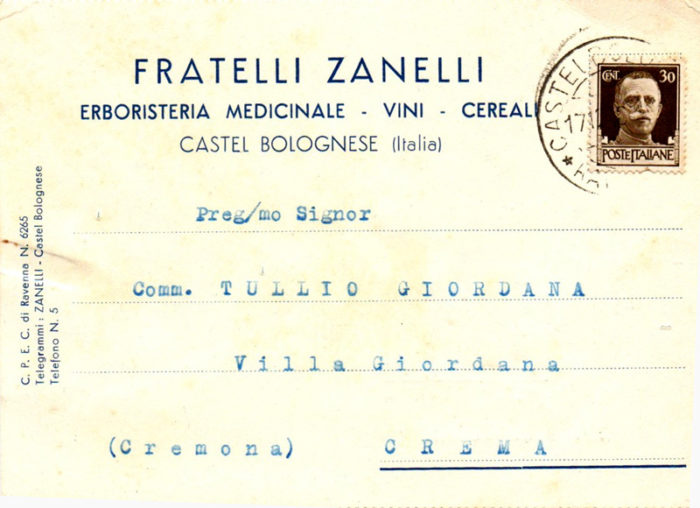 FRATELLI ZANELLI
ERBORISTERIA MEDICINALE - VINI - CEREALI
CASTEL BOLOGNESE (Italia)
CENT. 30
POSTE ITALIANE
CASTEL
17
Preg/mo Signor
Comm. TULLIO GIORDANA
Villa Giordana
(Cremona) CREMA
C. P. E. C. di Ravenna N. 6265
Telegrammi : ZANELLI - Castel Bolognese
Telefono N. 5